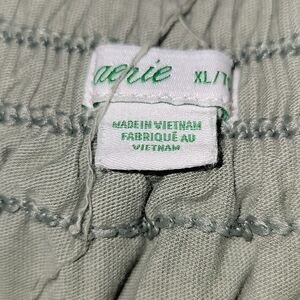 aerie XL/T
MADE IN VIETNAM
FABRIQUÉ AU
VIETNAM